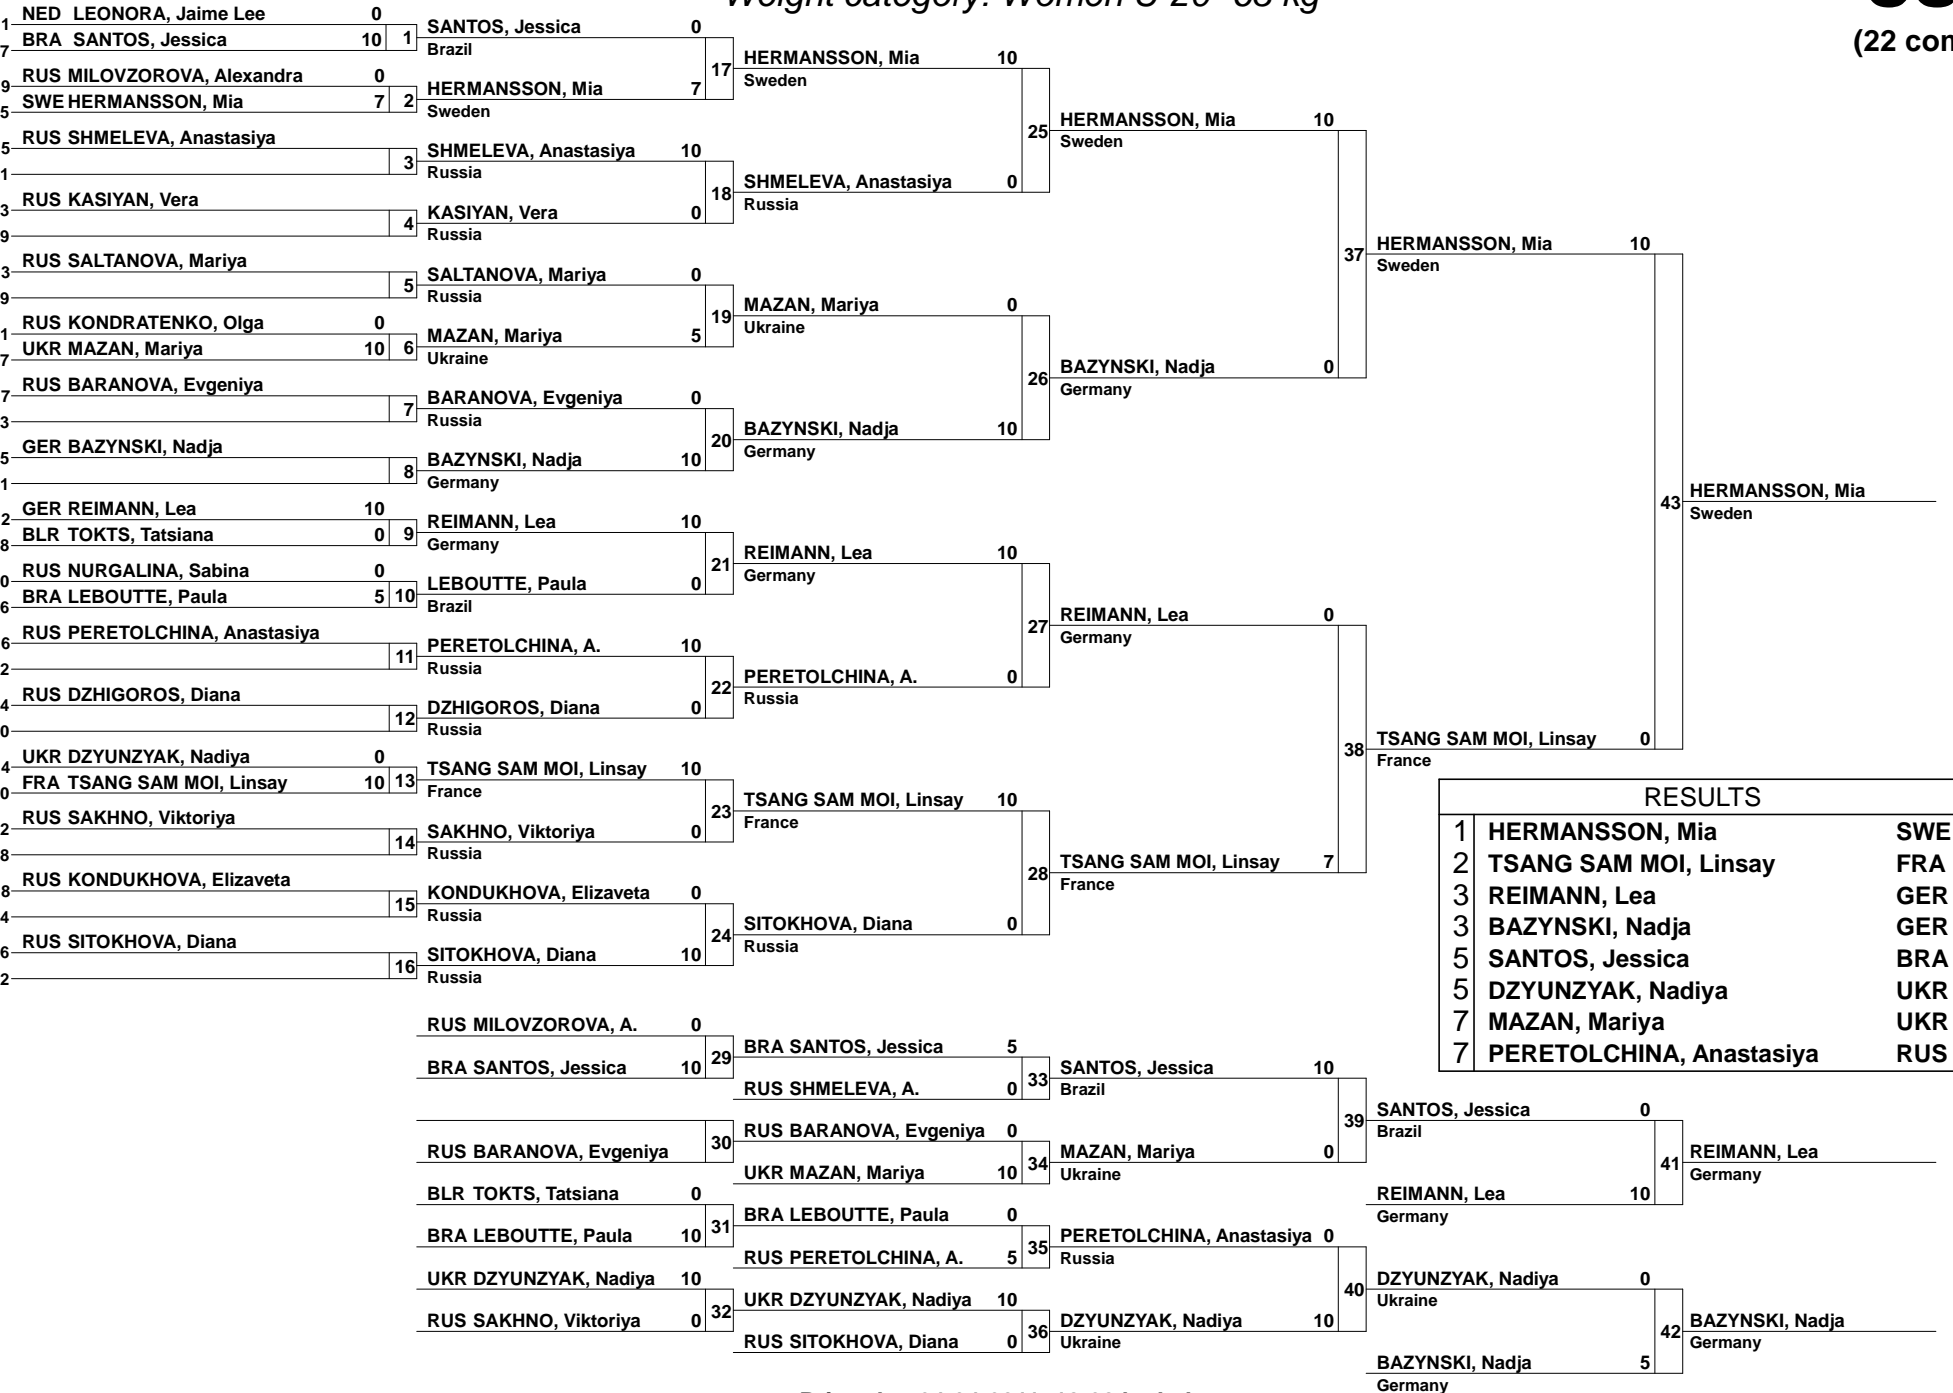 (22
NED LEONORA, Jaime Lee 0
BRA SANTOS, Jessica 10 1
RUS MILOVZOROVA, Alexandra 0
SWE HERMANSSON, Mia 7 2
RUS SHMELEVA, Anastasiya
3
RUS KASIYAN, Vera
4
RUS SALTANOVA, Mariya
5
RUS KONDRATENKO, Olga 0
UKR MAZAN, Mariya 10 6
RUS BARANOVA, Evgeniya
7
GER BAZYNSKI, Nadja
8
GER REIMANN, Lea 10
BLR TOKTS, Tatsiana 0 9
RUS NURGALINA, Sabina 0
BRA LEBOUTTE, Paula 5 10
RUS PERETOLCHINA, Anastasiya
11
RUS DZHIGOROS, Diana
12
UKR DZYUNZYAK, Nadiya 0
FRA TSANG SAM MOI, Linsay 10 13
RUS SAKHNO, Viktoriya
14
RUS KONDUKHOVA, Elizaveta
15
RUS SITOKHOVA, Diana
16
SANTOS, Jessica 0
Brazil
17
HERMANSSON, Mia 7
Sweden
SHMELEVA, Anastasiya 10
Russia
18
KASIYAN, Vera 0
Russia
SALTANOVA, Mariya 0
Russia
19
MAZAN, Mariya 5
Ukraine
BARANOVA, Evgeniya 0
Russia
20
BAZYNSKI, Nadja 10
Germany
REIMANN, Lea 10
Germany
21
LEBOUTTE, Paula 0
Brazil
PERETOLCHINA, A. 10
Russia
22
DZHIGOROS, Diana 0
Russia
TSANG SAM MOI, Linsay 10
France
23
SAKHNO, Viktoriya 0
Russia
KONDUKHOVA, Elizaveta 0
Russia
24
SITOKHOVA, Diana 10
Russia
HERMANSSON, Mia 10
Sweden
25
SHMELEVA, Anastasiya 0
Russia
MAZAN, Mariya 0
Ukraine
26
BAZYNSKI, Nadja 10
Germany
REIMANN, Lea 10
Germany
27
PERETOLCHINA, A. 0
Russia
TSANG SAM MOI, Linsay 10
France
28
SITOKHOVA, Diana 0
Russia
HERMANSSON, Mia 10
Sweden
37
BAZYNSKI, Nadja 0
Germany
REIMANN, Lea 0
Germany
38
TSANG SAM MOI, Linsay 7
France
HERMANSSON, Mia 10
Sweden
43
TSANG SAM MOI, Linsay 0
France
HERMANSSON, Mia
Sweden
RESULTS
1 HERMANSSON, Mia SWE
2 TSANG SAM MOI, Linsay FRA
3 REIMANN, Lea GER
3 BAZYNSKI, Nadja GER
5 SANTOS, Jessica BRA
5 DZYUNZYAK, Nadiya UKR
7 MAZAN, Mariya UKR
7 PERETOLCHINA, Anastasiya RUS
RUS MILOVZOROVA, A. 0
29
BRA SANTOS, Jessica 10
30
RUS BARANOVA, Evgeniya
BLR TOKTS, Tatsiana 0
31
BRA LEBOUTTE, Paula 10
UKR DZYUNZYAK, Nadiya 10
32
RUS SAKHNO, Viktoriya 0
BRA SANTOS, Jessica 5
33
RUS SHMELEVA, A. 0
RUS BARANOVA, Evgeniya 0
34
UKR MAZAN, Mariya 10
BRA LEBOUTTE, Paula 0
35
RUS PERETOLCHINA, A. 5
UKR DZYUNZYAK, Nadiya 10
36
RUS SITOKHOVA, Diana 0
SANTOS, Jessica 10
Brazil
39
MAZAN, Mariya 0
Ukraine
PERETOLCHINA, Anastasiya 0
Russia
40
DZYUNZYAK, Nadiya 10
Ukraine
SANTOS, Jessica 0
Brazil
41
REIMANN, Lea 10
Germany
DZYUNZYAK, Nadiya 0
Ukraine
42
BAZYNSKI, Nadja 5
Germany
REIMANN, Lea
Germany
BAZYNSKI, Nadja
Germany